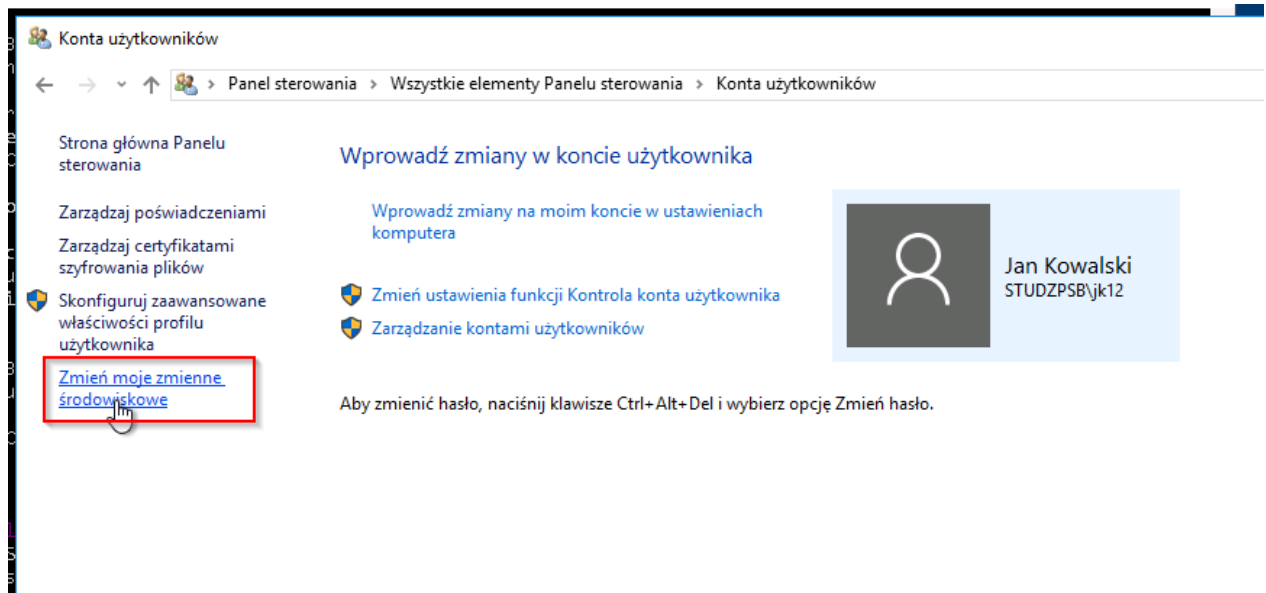 Konta użytkowników
Panel sterowania > Wszystkie elementy Panelu sterowania > Konta użytkowników
Strona główna Panelu
sterowania
Zarządzaj poświadczeniami
Zarządzaj certyfikatami
szyfrowania plików
Skonfiguruj zaawansowane
właściwości profilu
użytkownika
Zmień moje zmienne
środowiskowe
Wprowadź zmiany w koncie użytkownika
Wprowadź zmiany na moim koncie w ustawieniach
komputera
Zmień ustawienia funkcji Kontrola konta użytkownika
Zarządzanie kontami użytkowników
Jan Kowalski
STUDZPSB\jk12
Aby zmienić hasło, naciśnij klawisze Ctrl+Alt+Del i wybierz opcję Zmień hasło.